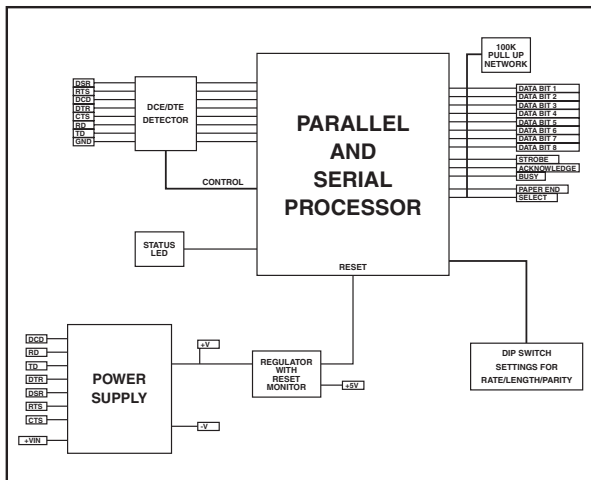 100K
PULL UP
NETWORK
DSR
RTS
DCD
DTR
CTS
RD
TD
GND
DCE/DTE
DETECTOR
CONTROL
PARALLEL
AND
SERIAL
PROCESSOR
RESET
DATA BIT 1
DATA BIT 2
DATA BIT 3
DATA BIT 4
DATA BIT 5
DATA BIT 6
DATA BIT 7
DATA BIT 8
STROBE
ACKNOWLEDGE
BUSY
PAPER END
SELECT
STATUS
LED
DCD
RD
TD
DTR
DSR
RTS
CTS
+VIN
POWER
SUPPLY
+V
-V
REGULATOR
WITH
RESET
MONITOR
+5V
DIP SWITCH
SETTINGS FOR
RATE/LENGTH/PARITY